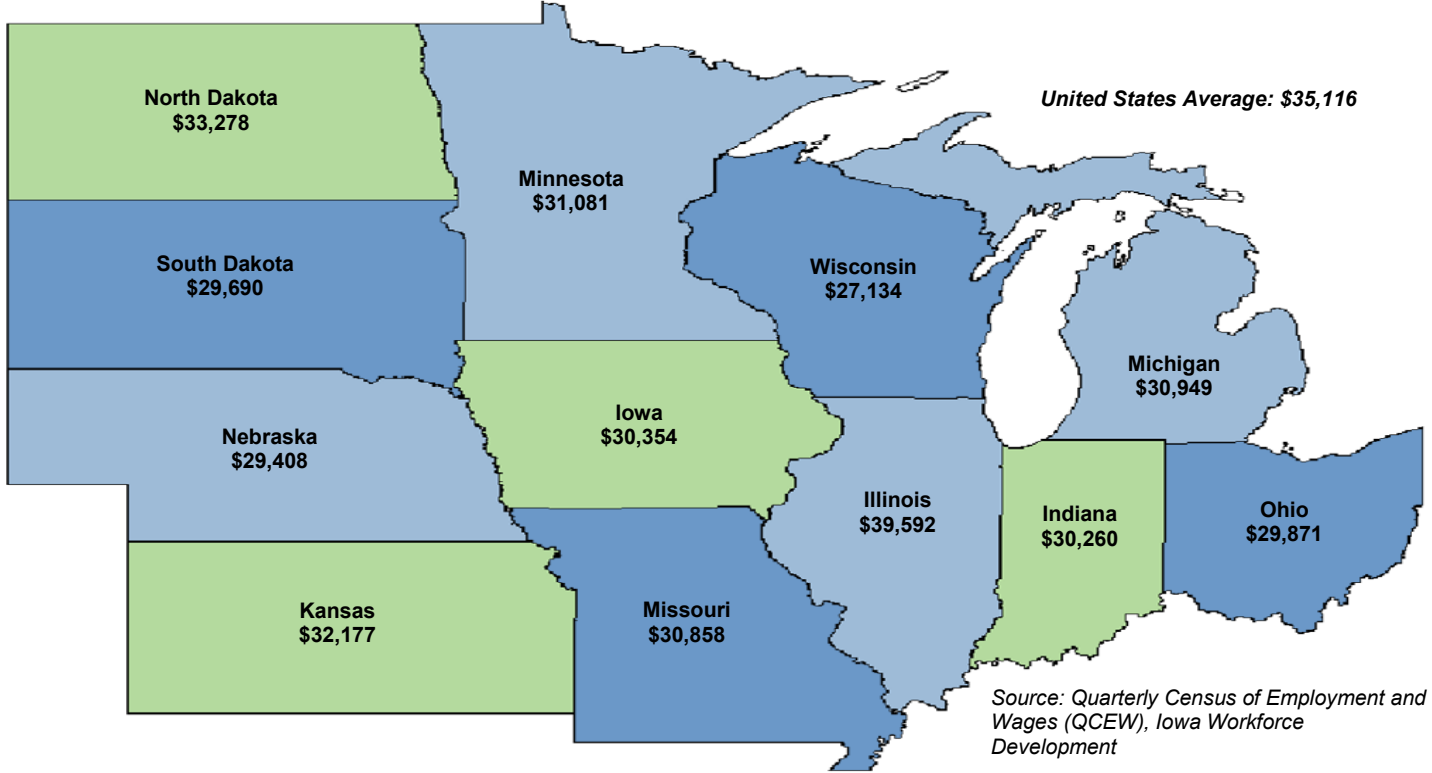 North Dakota
$33,278
United States Average: $35,116
Minnesota
$31,081
South Dakota
$29,690
Wisconsin
$27,134
Michigan
$30,949
Nebraska
$29,408
Iowa
$30,354
Illinois
$39,592
Indiana
$30,260
Ohio
$29,871
Kansas
$32,177
Missouri
$30,858
Source: Quarterly Census of Employment and
Wages (QCEW), Iowa Workforce
Development